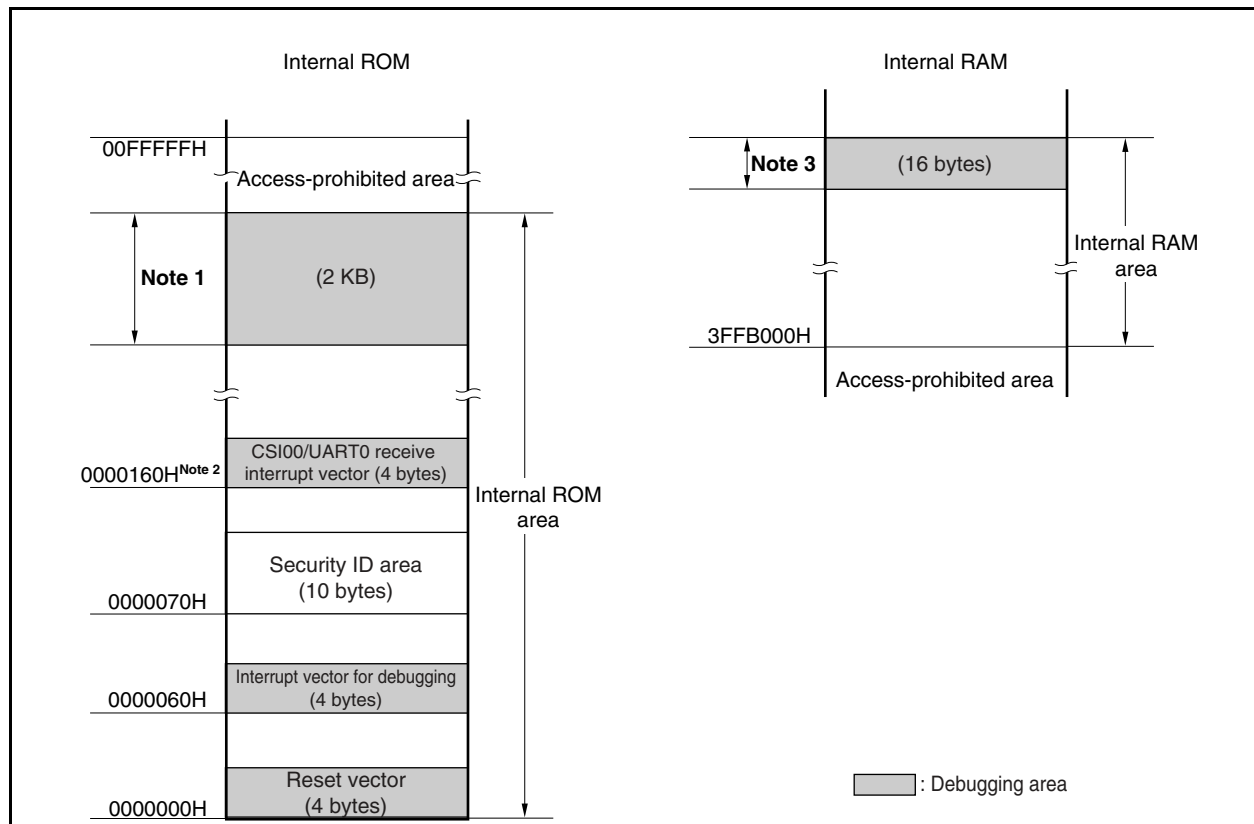 Internal ROM
00FFFFFH
Access-prohibited area
Note 1
(2 KB)
CSI00/UART0 receive
interrupt vector (4 bytes)
0000160H Note 2
Internal ROM
area
Security ID area
(10 bytes)
0000070H
Interrupt vector for debugging
(4 bytes)
0000060H
Reset vector
(4 bytes)
0000000H
Internal RAM
Note 3
(16 bytes)
Internal RAM
area
3FFB000H
Access-prohibited area
: Debugging area